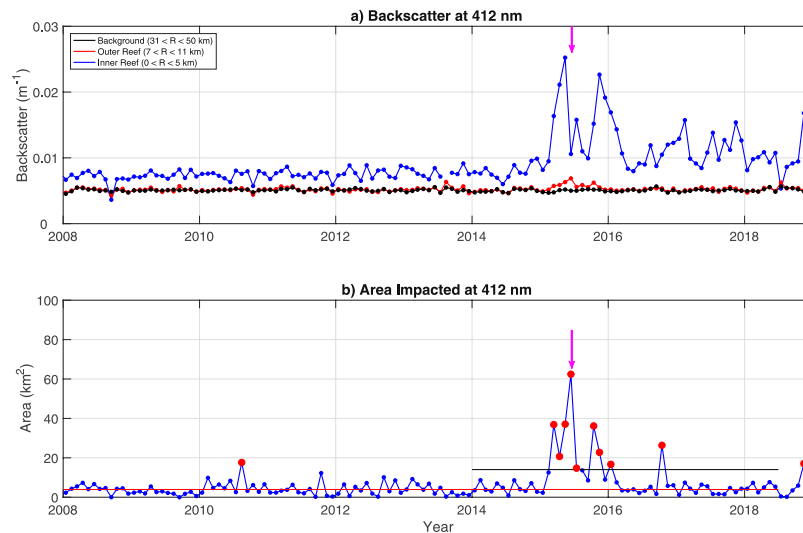 a) Backscatter at 412 nm
0.03
0.02
0.01
0
Backscatter (m⁻¹)
Background (31 < R < 50 km)
Outer Reef (7 < R < 11 km)
Inner Reef (0 < R < 5 km)
2008 2010 2012 2014 2016 2018
b) Area Impacted at 412 nm
100
80
60
40
20
0
Area (km²)
2008 2010 2012 2014 2016 2018
Year